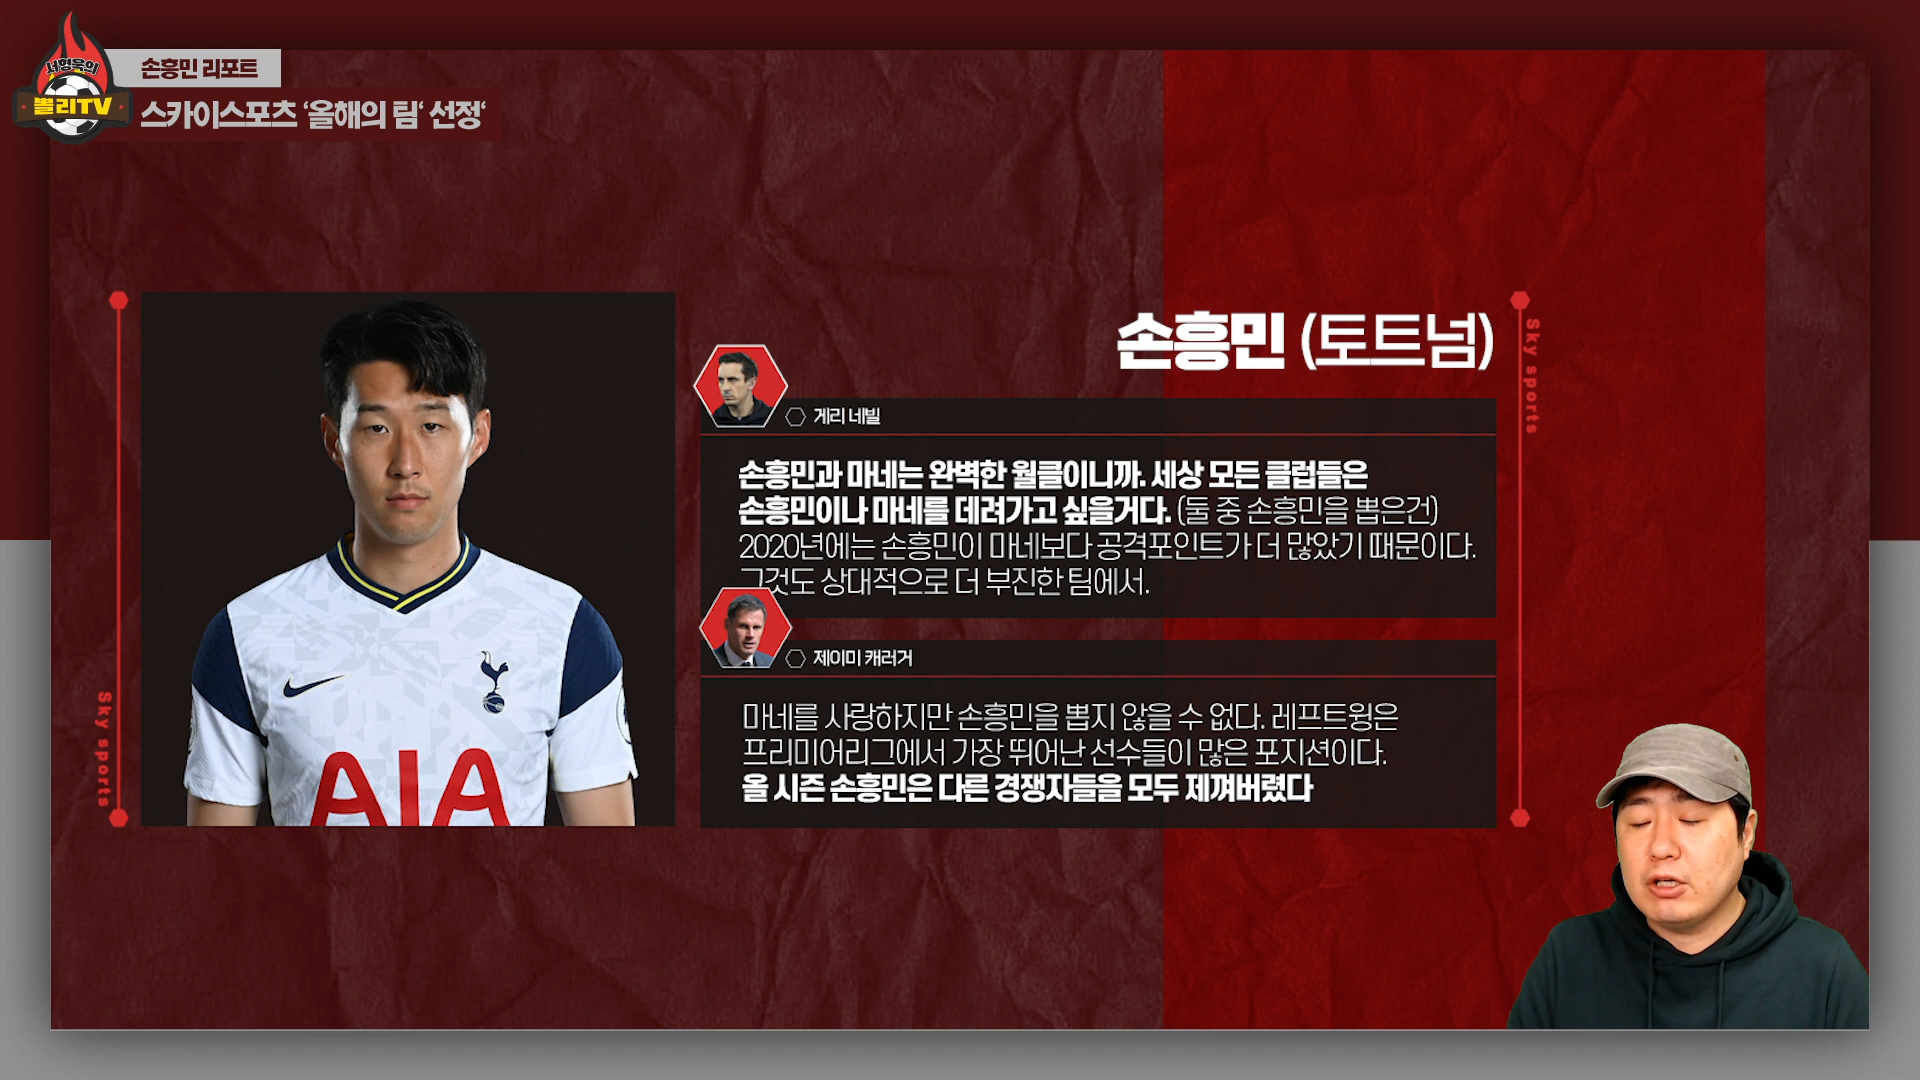 서형욱의
뽈리TV
손흥민 리포트
스카이스포츠 ‘올해의 팀‘ 선정‘
손흥민 (토트넘)
Sky sports
게리 네빌
손흥민과 마네는 완벽한 월클이니까. 세상 모든 클럽들은
손흥민이나 마네를 데려가고 싶을거다. (둘 중 손흥민을 뽑은건)
2020년에는 손흥민이 마네보다 공격포인트가 더 많았기 때문이다.
그것도 상대적으로 더 부진한 팀에서.
제이미 캐러거
마네를 사랑하지만 손흥민을 뽑지 않을 수 없다. 레프트윙은
프리미어리그에서 가장 뛰어난 선수들이 많은 포지션이다.
올 시즌 손흥민은 다른 경쟁자들을 모두 제껴버렸다
Sky sports
AIA